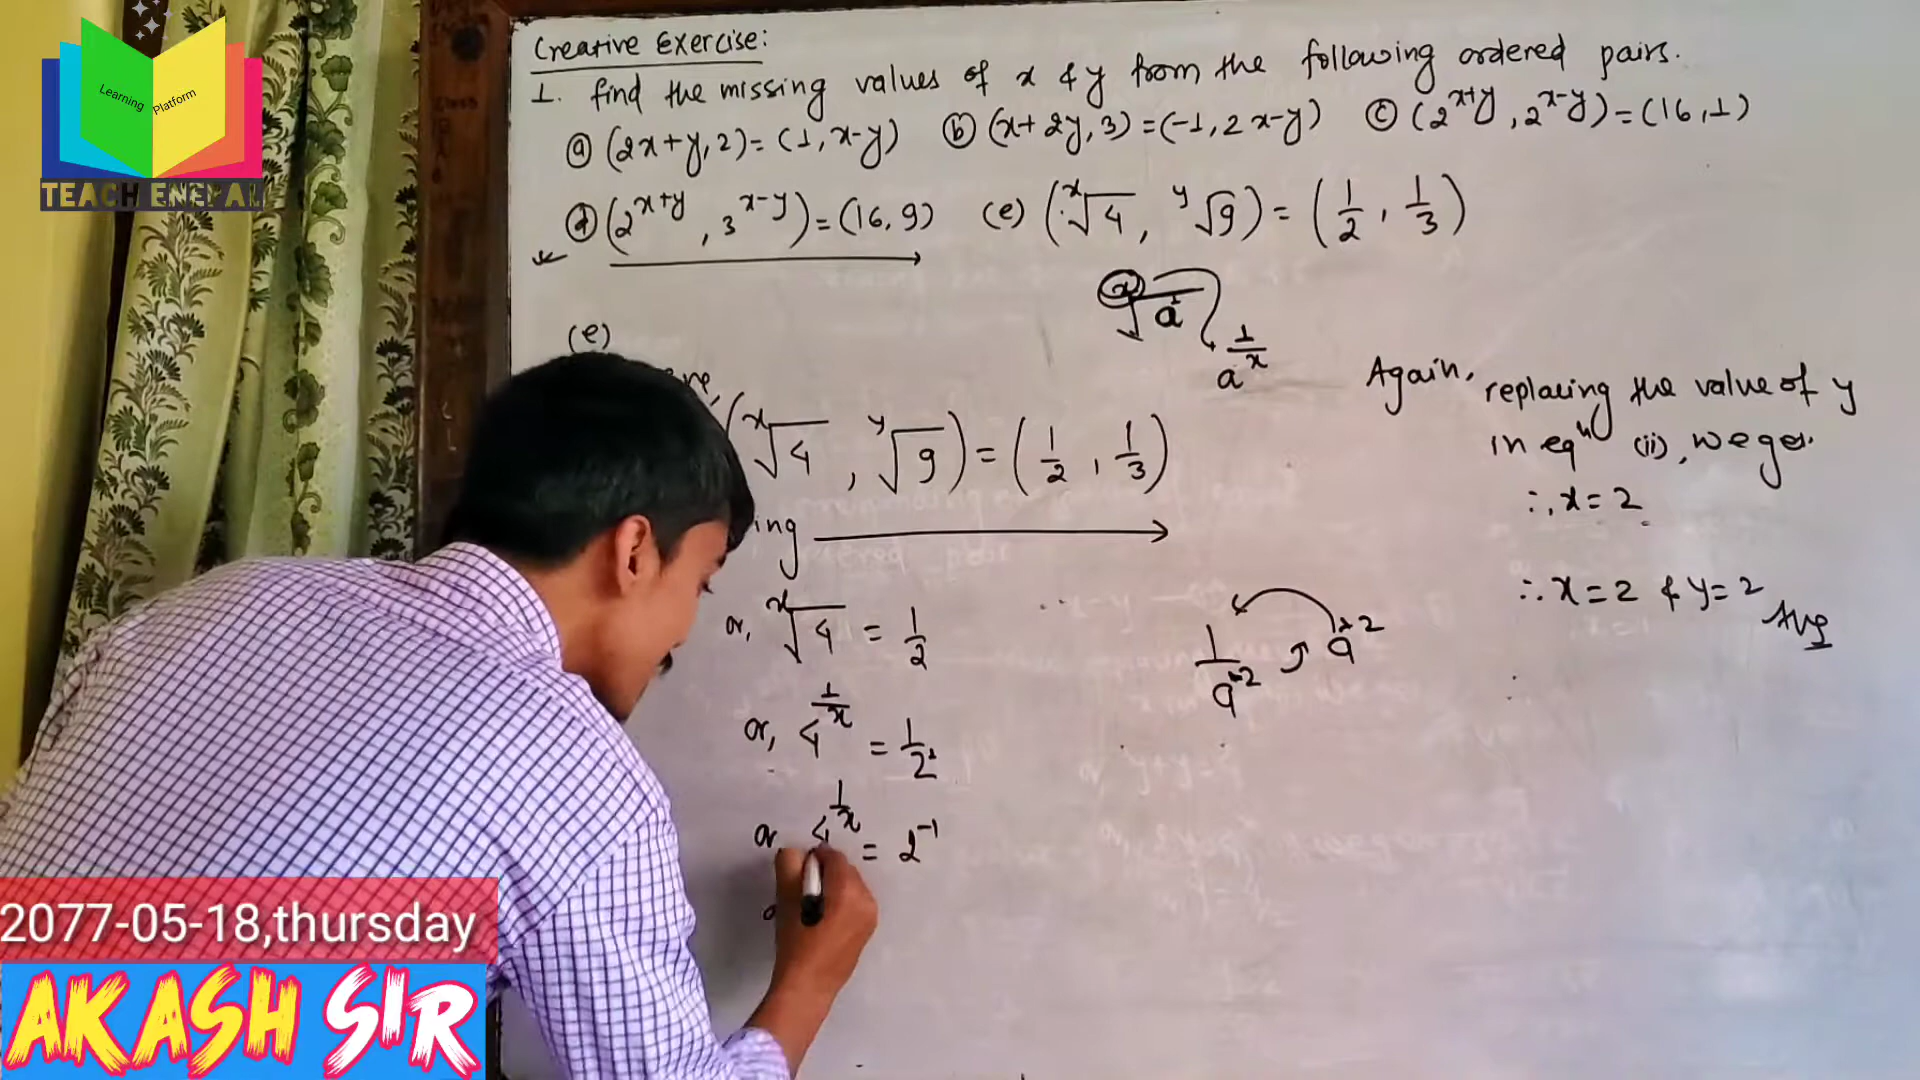 Learning Platform
TEACH ENEPAL
Creative Exercise:
1. find the missing values of x & y from the following ordered pairs.
ⓐ (2x+y, 2) = (1, x-y) ⓑ (x+2y, 3) = (-1, 2x-y) ⓒ (2^{x+y}, 2^{x-y}) = (16, 1)
ⓓ (2^{x+y}, 3^{x-y}) = (16, 9) (e) (ˣ√4, ʸ√9) = (1/2, 1/3)
(e)
ˣ√a¹
a^{1/x}
(ˣ√4, ʸ√9) = (1/2, 1/3)
or, ˣ√4 = 1/2
or, 4^{1/x} = 1/2¹
or 4^{1/x} = 2^{-1}
Again, replacing the value of y
in eqⁿ (ii), we get.
∴ x = 2
∴ x = 2 & y = 2
Ans
2077-05-18,thursday
AKASH SIR